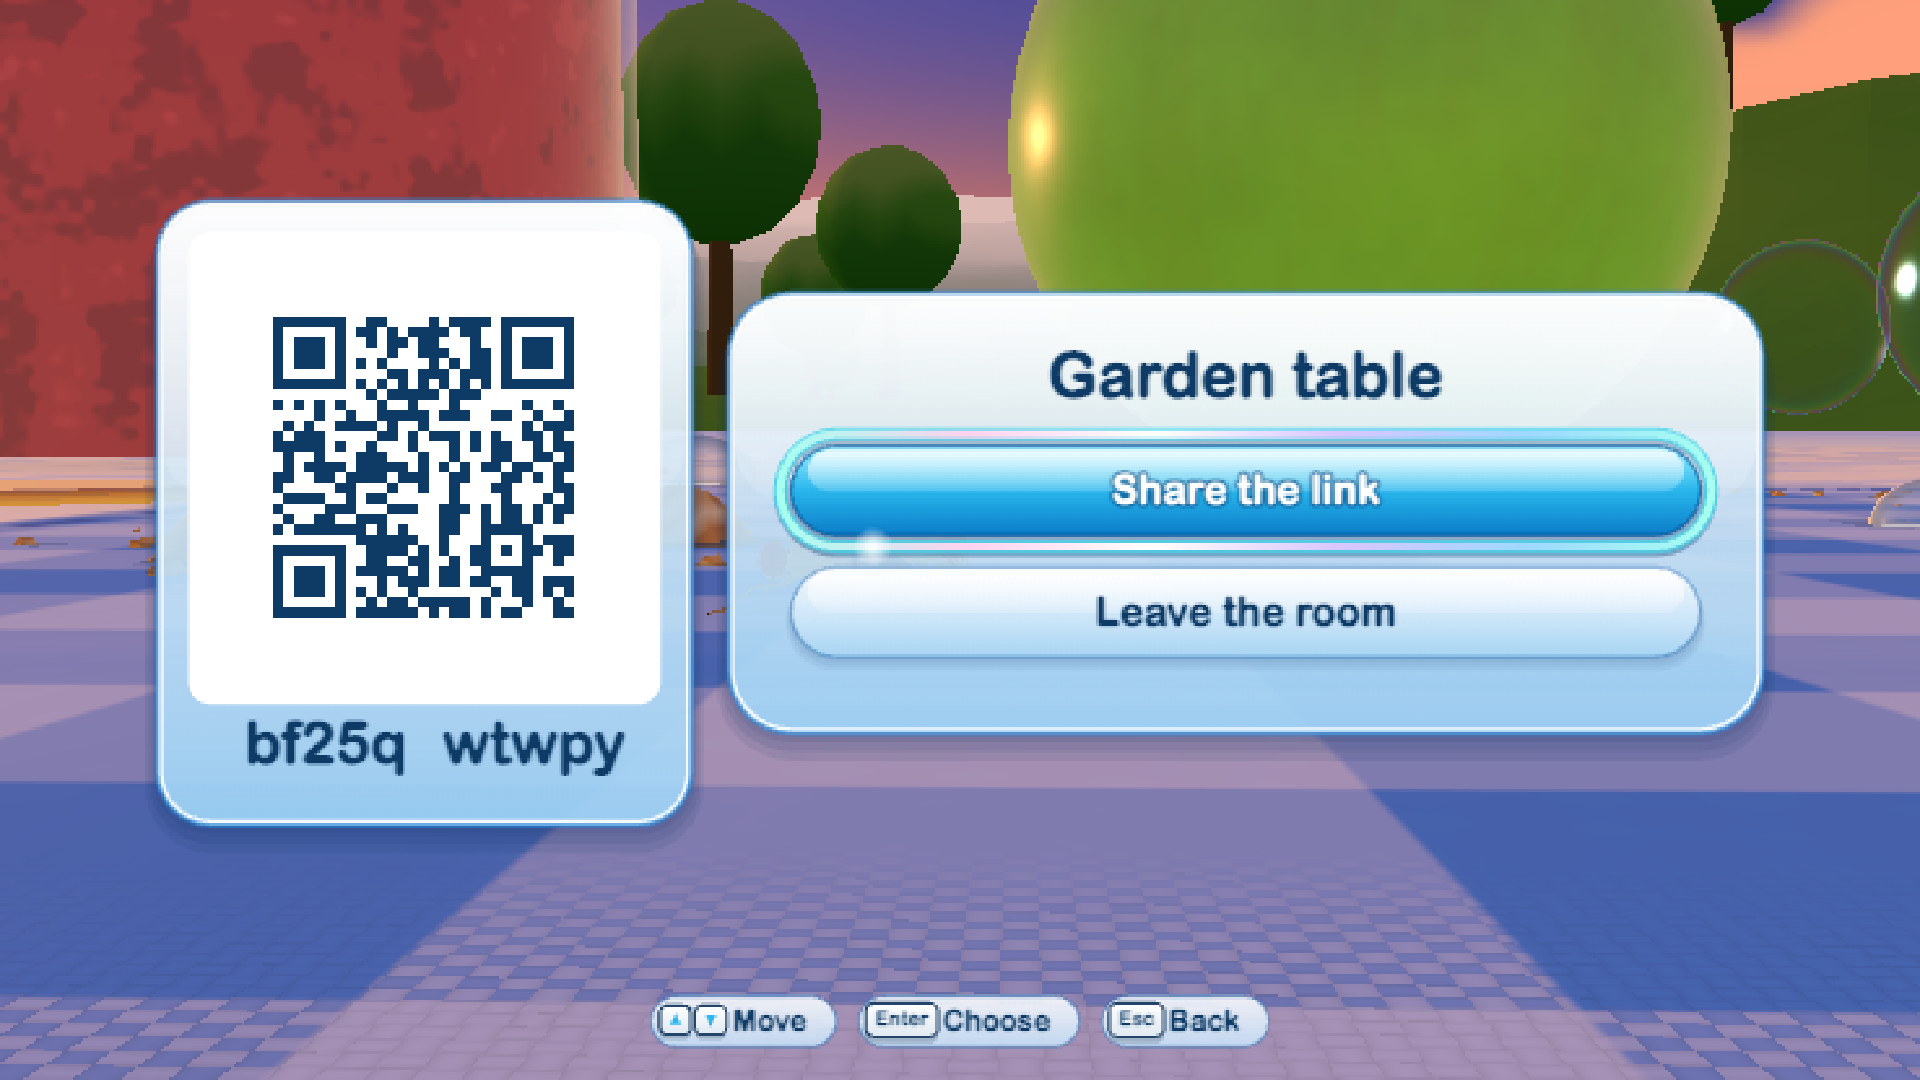 bf25q wtwpy
Garden table
Share the link
Leave the room
Move
Enter Choose
Esc Back